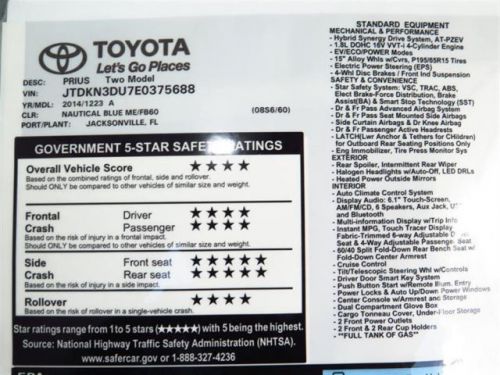 TOYOTA
Let's Go Places
DESC: PRIUS Two Model
VIN: JTDKN3DU7E0375688
YR/MDL: 2014/1223 A
CLR: NAUTICAL BLUE ME/FB60 (08S6/60)
PORT/PLANT: JACKSONVILLE, FL
GOVERNMENT 5-STAR SAFETY RATINGS
Overall Vehicle Score ★★★★
Based on the combined ratings of frontal, side and rollover.
Should ONLY be compared to other vehicles of similar size and weight.
Frontal Driver ★★★★
Crash Passenger ★★★★
Based on the risk of injury in a frontal impact.
Should ONLY be compared to other vehicles of similar size and weight.
Side Front seat ★★★★★
Crash Rear seat ★★★★★
Based on the risk of injury in a side impact.
Rollover ★★★★
Based on the risk of rollover in a single-vehicle crash.
Star ratings range from 1 to 5 stars (★★★★★) with 5 being the highest.
Source: National Highway Traffic Safety Administration (NHTSA).
www.safercar.gov or 1-888-327-4236
STANDARD EQUIPMENT
MECHANICAL & PERFORMANCE
- Hybrid Synergy Drive System, AT-PZEV
- 1.8L DOHC 16V VVT-i 4-Cylinder Engine
- EV/ECO/POWER Modes
- 15" Alloy Whls w/Cvrs, P195/65R15 Tires
- Electric Power Steering (EPS)
- 4-Whl Disc Brakes / Front Ind Suspension
SAFETY & CONVENIENCE
- Star Safety System: VSC, TRAC, ABS,
Elect Brake-Force Distribution, Brake
Assist(BA) & Smart Stop Technology (SST)
- Dr & Fr Pass Advanced Airbag System
- Dr & Fr Pass Seat Mounted Side Airbags
- Side Curtain Airbags & Dr Knee Airbag
- Dr & Fr Passenger Active Headrests
- LATCH(Lwr Anchor & Tethers for CHildren)
for Outboard Rear Seating Positions Only
- Eng Immobilizer, Tire Press Monitor Sys
EXTERIOR
- Rear Spoiler, Intermittent Rear Wiper
- Halogen Headlights w/Auto-Off, LED DRLs
- Heated Power Outside Mirrors
INTERIOR
- Auto Climate Control System
- Display Audio: 6.1" Touch-Screen,
AM/FM/CD, 6 Speakers, Aux Jack,
and Bluetooth
- Multi-information Display w/Trip Info
- Instant MPG, Touch Tracer Display
- Fabric-Trimmed 6-way Adjustable
Seat & 4-Way Adjustable Passenger Seat
- 60/40 Split Fold-Down Rear Bench Seat w/
Fold-Down Center Armrest
- Cruise Control
- Tilt/Telescopic Steering Whl w/Controls
- Driver Door Smart Key System
- Push Button Start w/Remote Illum. Entry
- Power Locks & Auto Up/Down Power Windows
- Center Console w/Armrest and Storage
- Dual Compartment Glove Box
- Cargo Tonneau Cover, Under-Floor Storage
- 2 Front Power Outlets
- 2 Front & 2 Rear Cup Holders
- **FULL TANK OF GAS**